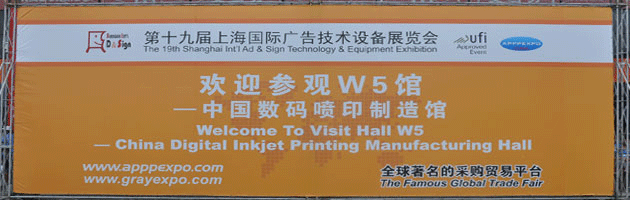 D&Sign
第十九届上海国际广告技术设备展览会
The 19th Shanghai Int'l Ad & Sign Technology & Equipment Exhibition
ufi
Approved
Event
APPPEXPO
欢迎参观W5馆
—中国数码喷印制造馆
Welcome To Visit Hall W5
— China Digital Inkjet Printing Manufacturing Hall
www.apppexpo.com
www.grayexpo.com
全球著名的采购贸易平台
The Famous Global Trade Fair